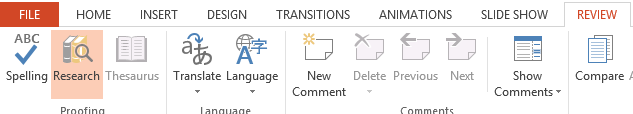 FILE HOME INSERT DESIGN TRANSITIONS ANIMATIONS SLIDE SHOW REVIEW
ABC
Spelling Research Thesaurus Translate Language New Comment Delete Previous Next Show Comments Compare
Proofing Language Comments